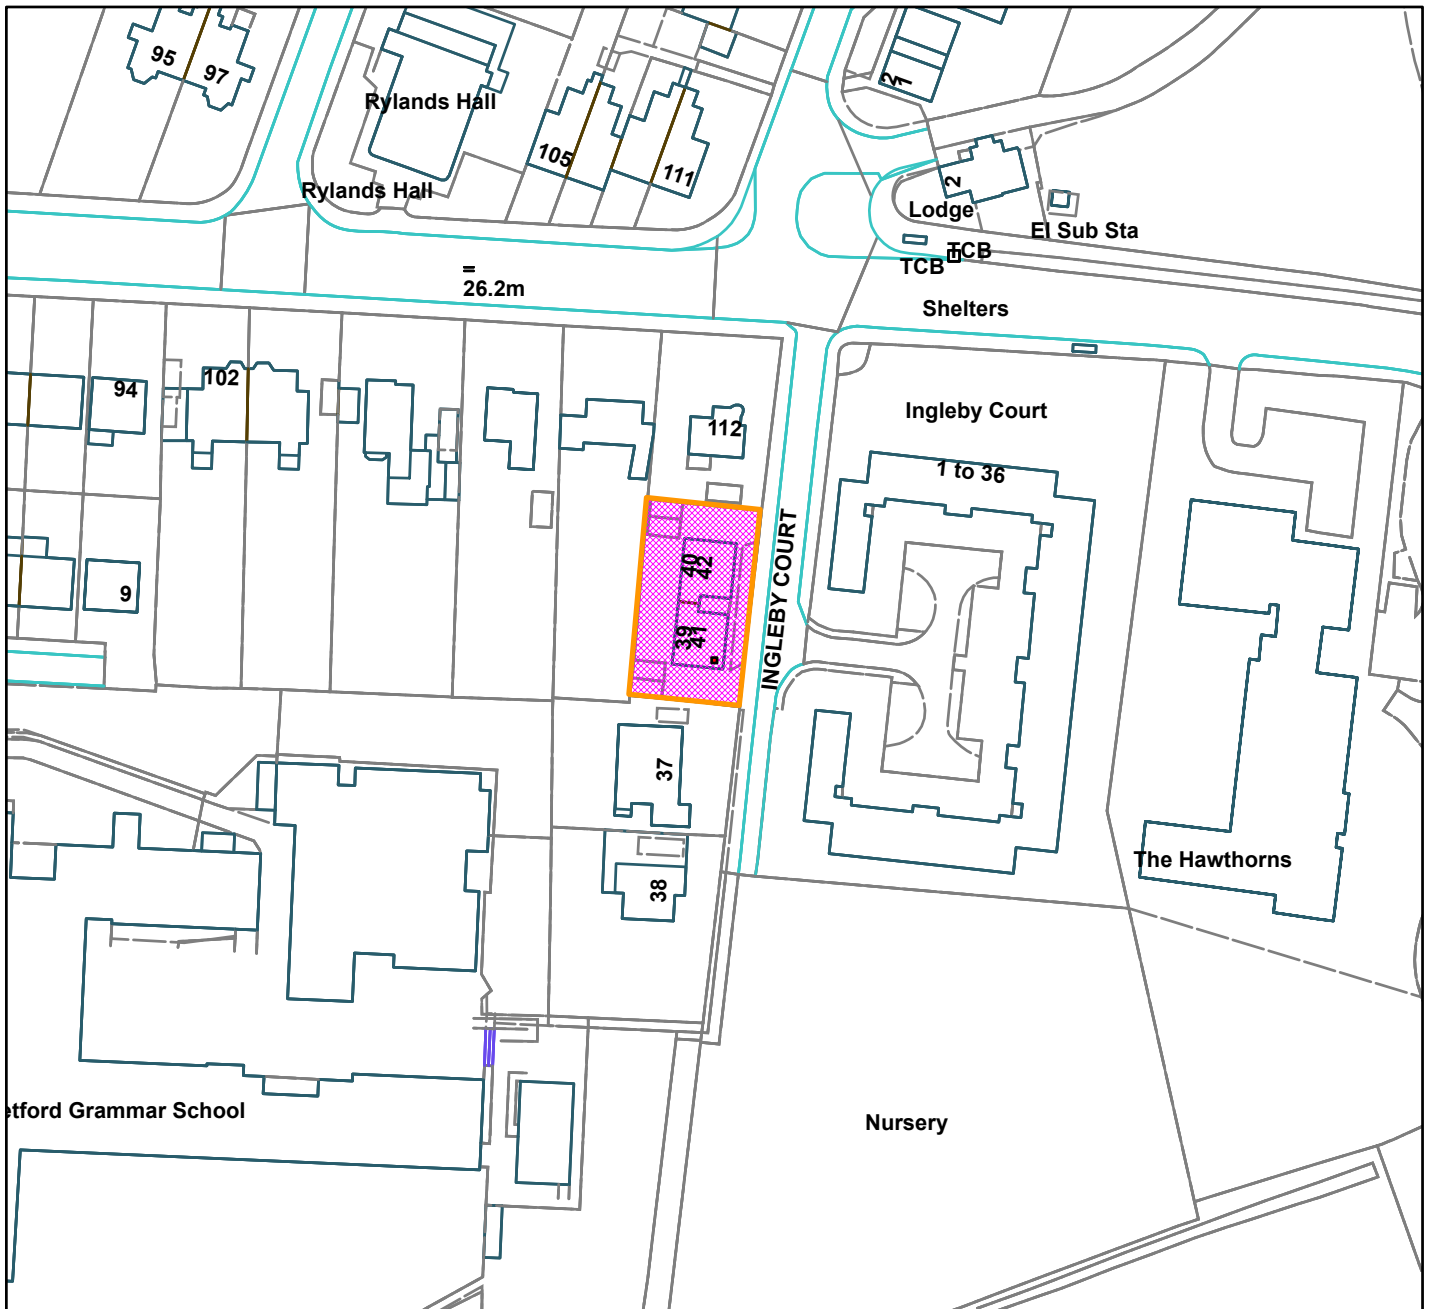 95
97
Rylands Hall
105
111
Rylands Hall
2
1
2
Lodge
El Sub Sta
TCB
TCB
26.2m
Shelters
94
102
112
Ingleby Court
1 to 36
9
40
42
39
41
INGLEBY COURT
37
38
The Hawthorns
etford Grammar School
Nursery